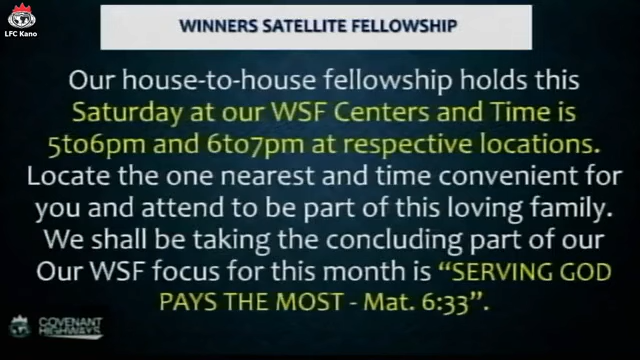 LFC Kano
WINNERS SATELLITE FELLOWSHIP
Our house-to-house fellowship holds this
Saturday at our WSF Centers and Time is
5to6pm and 6to7pm at respective locations.
Locate the one nearest and time convenient for
you and attend to be part of this loving family.
We shall be taking the concluding part of our
Our WSF focus for this month is “SERVING GOD
PAYS THE MOST - Mat. 6:33”.
COVENANT
HIGHWAYS